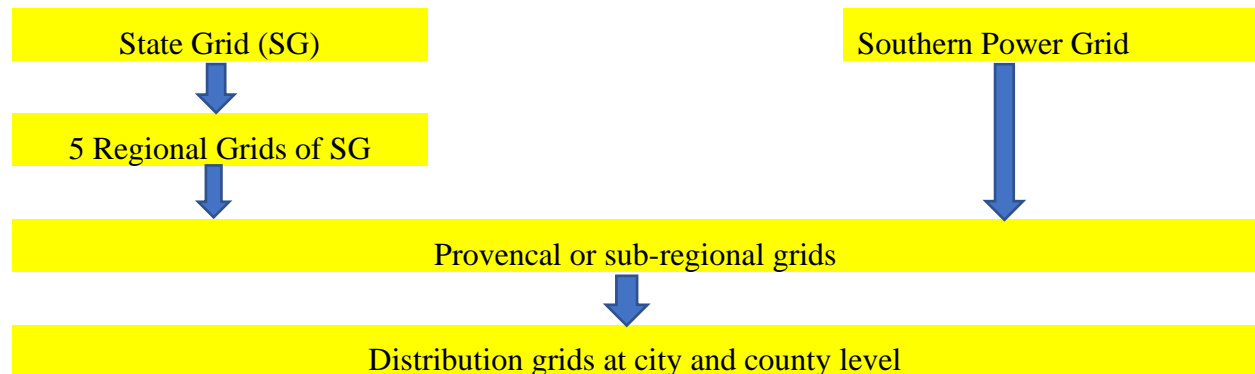 State Grid (SG)
Southern Power Grid
5 Regional Grids of SG
Provencal or sub-regional grids
Distribution grids at city and county level